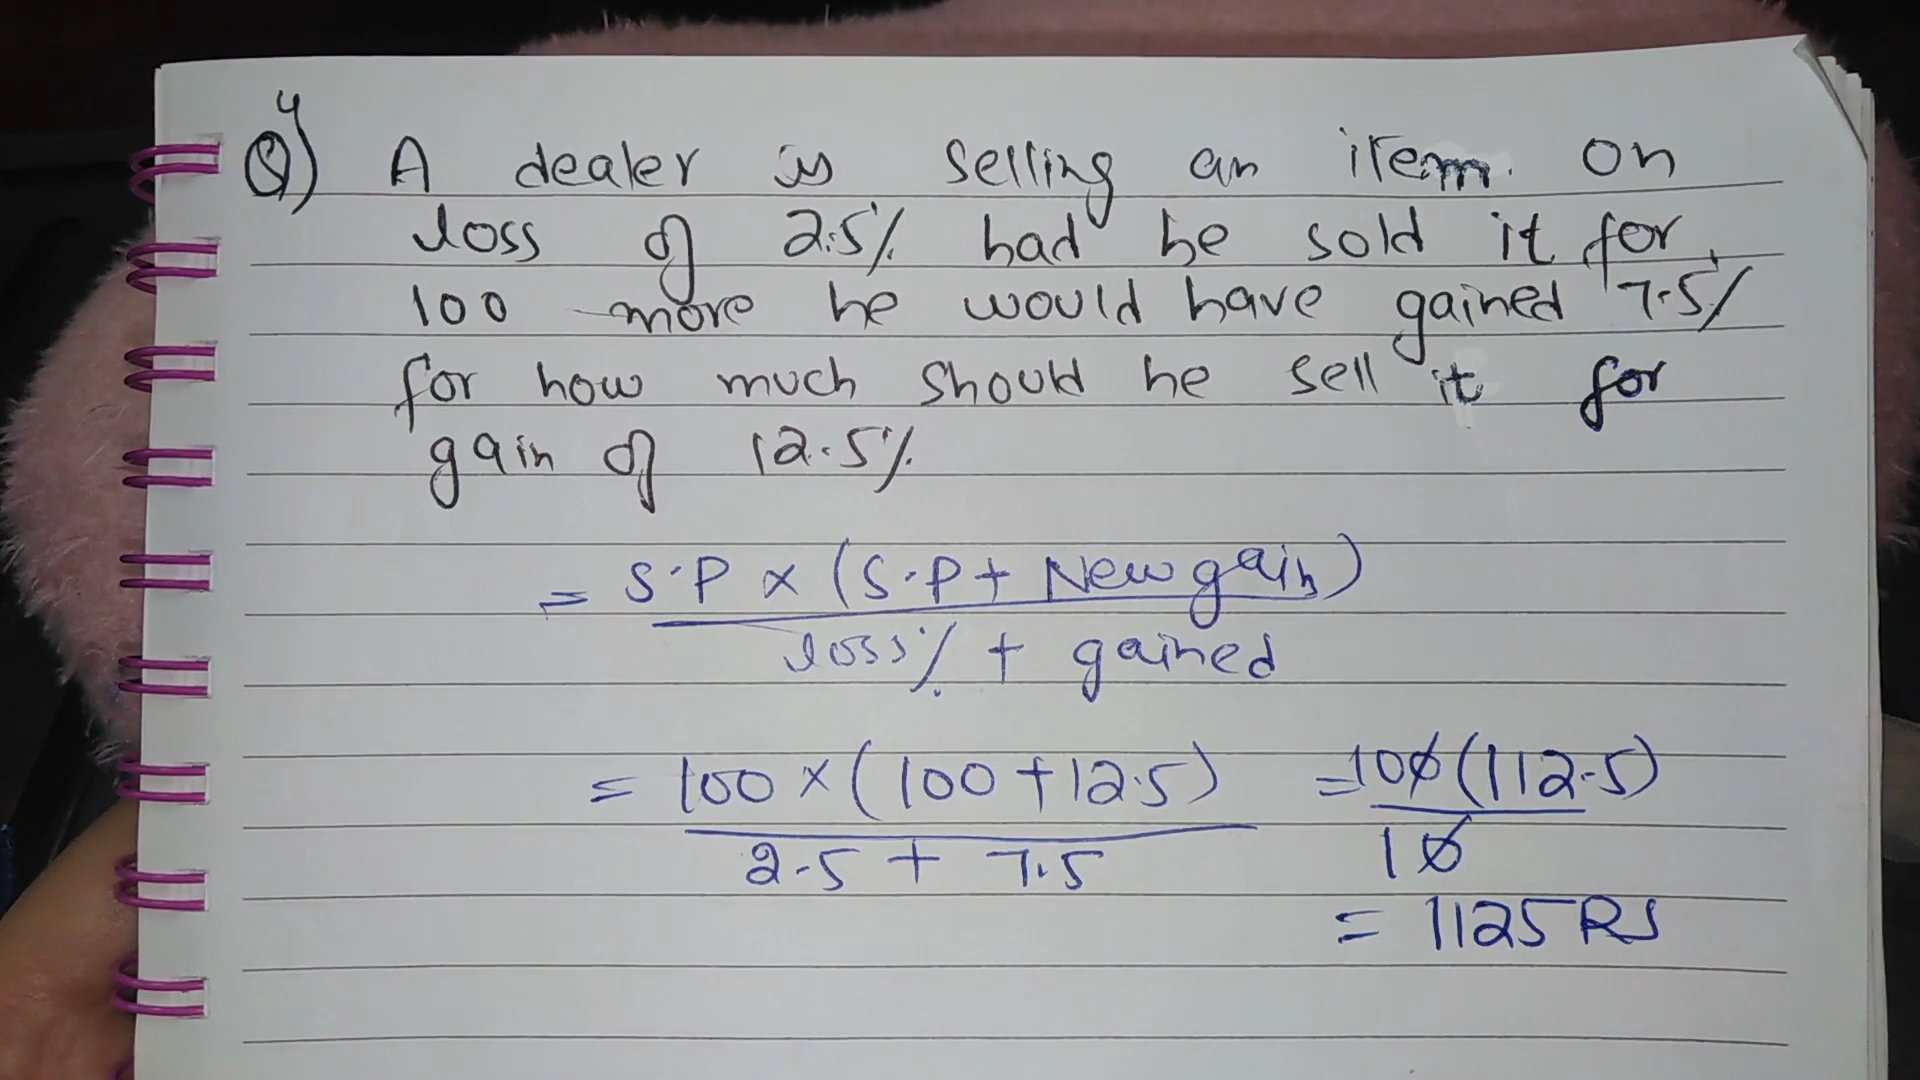 Q4) A dealer is selling an item on
loss of 2.5% had he sold it for
100 more he would have gained 7.5%
for how much should he sell it for
gain of 12.5%
= S.P × (S.P + New gain)
loss% + gained
= 100 × (100 + 12.5) = 100 (112.5)
2.5 + 7.5 10
= 1125 RS